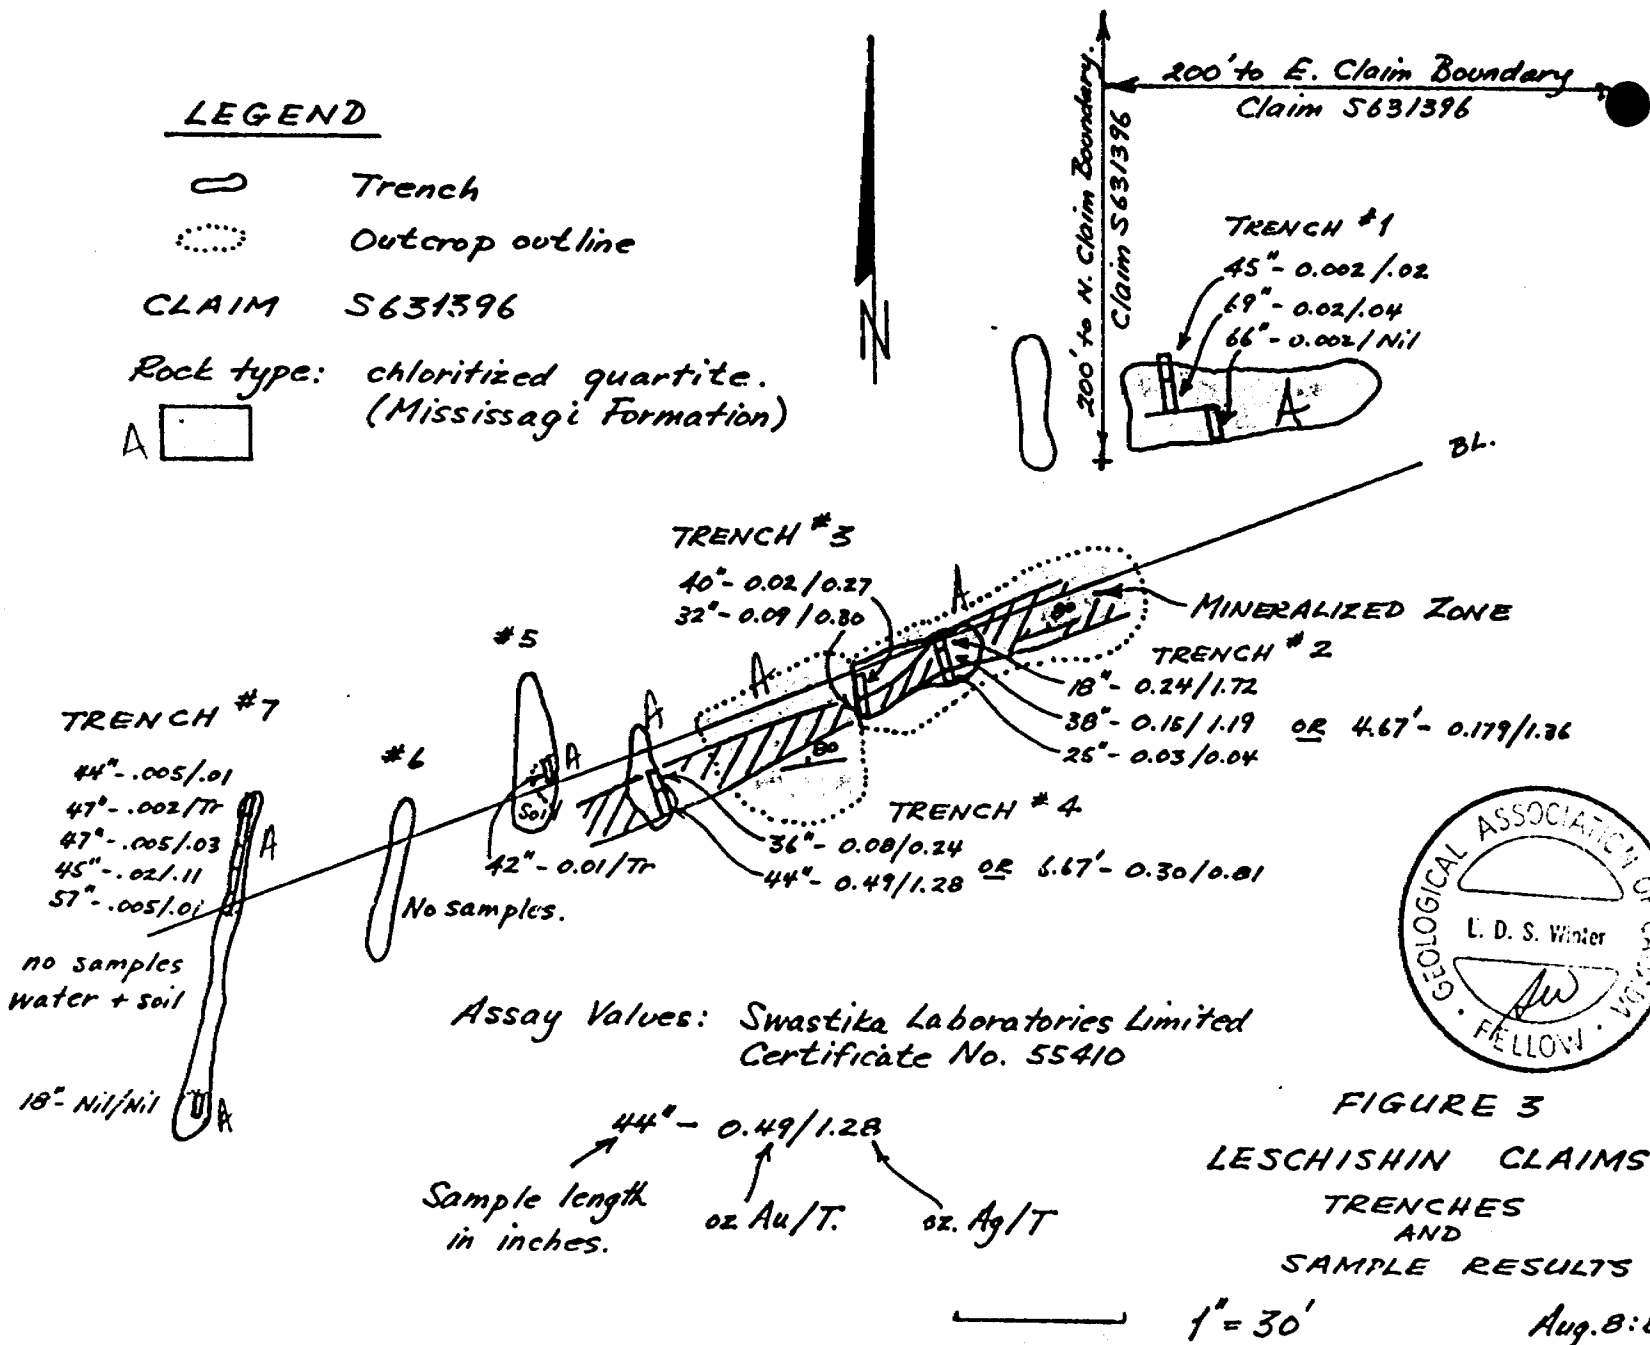 200' to E. Claim Boundary
Claim S631396
200' to N. Claim Boundary.
Claim S631396
LEGEND
Trench
Outcrop outline
CLAIM S631396
Rock type: chloritized quartite.
(Mississagi Formation)
A
N
TRENCH #1
45"- 0.002/.02
69"- 0.02/.04
66"- 0.002/Nil
A
BL.
TRENCH #3
40"- 0.02/0.27
32"- 0.09/0.80
A
80
MINERALIZED ZONE
TRENCH #2
18"- 0.24/1.72
38"- 0.15/1.19 OR 4.67'- 0.179/1.36
25"- 0.03/0.04
#5
A
A
A
80
Soil
42"- 0.01/Tr
TRENCH #4
36"- 0.08/0.24
44"- 0.49/1.28 OR 6.67'- 0.30/0.81
#6
No samples.
TRENCH #7
44"- .005/.01
47"- .002/Tr
47"- .005/.03
45"- .02/.11
57"- .005/.01
A
no samples
water + soil
18"- Nil/Nil
A
Assay Values: Swastika Laboratories Limited
Certificate No. 55410
44" - 0.49/1.28
Sample length
in inches.
oz Au/T.
oz. Ag/T
GEOLOGICAL ASSOCIATION OF
L. D. S. Winter
FELLOW
FIGURE 3
LESCHISHIN CLAIMS
TRENCHES
AND
SAMPLE RESULTS
1" = 30'
Aug. 8: